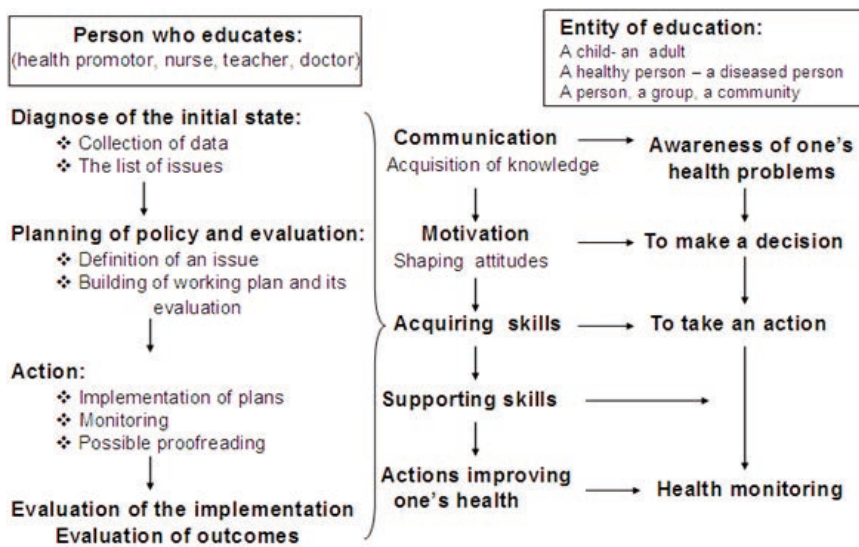 Person who educates:
(health promotor, nurse, teacher, doctor)
Diagnose of the initial state:
❖ Collection of data
❖ The list of issues
Planning of policy and evaluation:
❖ Definition of an issue
❖ Building of working plan and its
evaluation
Action:
❖ Implementation of plans
❖ Monitoring
❖ Possible proofreading
Evaluation of the implementation
Evaluation of outcomes
Communication
Acquisition of knowledge
Motivation
Shaping attitudes
Acquiring skills
Supporting skills
Actions improving
one's health
Entity of education:
A child- an adult
A healthy person – a diseased person
A person, a group, a community
Awareness of one's
health problems
To make a decision
To take an action
Health monitoring